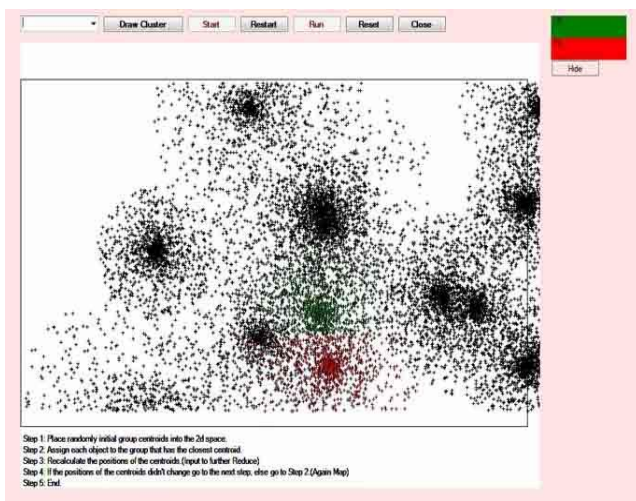 Draw Cluster Start Restart Run Reset Close
Hide
Step 1: Place randomly initial group centroids into the 2d space.
Step 2: Assign each object to the group that has the closest centroid.
Step 3: Recalculate the positions of the centroids.(Input to further Reduce)
Step 4: If the positions of the centroids didn't change go to the next step, else go to Step 2.(Again Map)
Step 5: End.